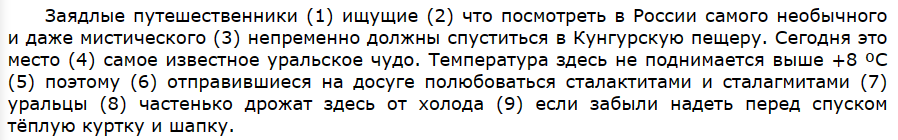 Заядлые путешественники (1) ищущие (2) что посмотреть в России самого необычного
и даже мистического (3) непременно должны спуститься в Кунгурскую пещеру. Сегодня это
место (4) самое известное уральское чудо. Температура здесь не поднимается выше +8 ºС
(5) поэтому (6) отправившиеся на досуге полюбоваться сталактитами и сталагмитами (7)
уральцы (8) частенько дрожат здесь от холода (9) если забыли надеть перед спуском
тёплую куртку и шапку.